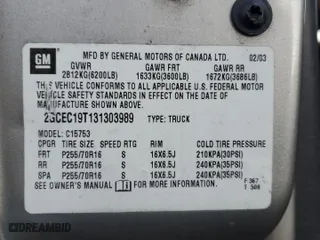 GM
MFD BY GENERAL MOTORS OF CANADA LTD. 02/03
GVWR GAWR FRT GAWR RR
2812KG(6200LB) 1633KG(3600LB) 1672KG(3686LB)
THIS VEHICLE CONFORMS TO ALL APPLICABLE U.S. FEDERAL MOTOR
VEHICLE SAFETY STANDARDS IN EFFECT ON THE DATE OF
MANUFACTURE SHOWN ABOVE.
2GCEC19T131303989 TYPE: TRUCK
MODEL: C15753
CPGR TIRE SIZE SPEED RTG RIM COLD TIRE PRESSURE
FRT P255/70R16 S 16X6.5J 210KPA(30PSI)
RR P255/70R16 S 16X6.5J 240KPA(35PSI)
SPA P255/70R16 S 16X6.5J 240KPA(35PSI)
SEE OWNER'S MANUAL FOR MORE INFORMATION.
DREAMBID